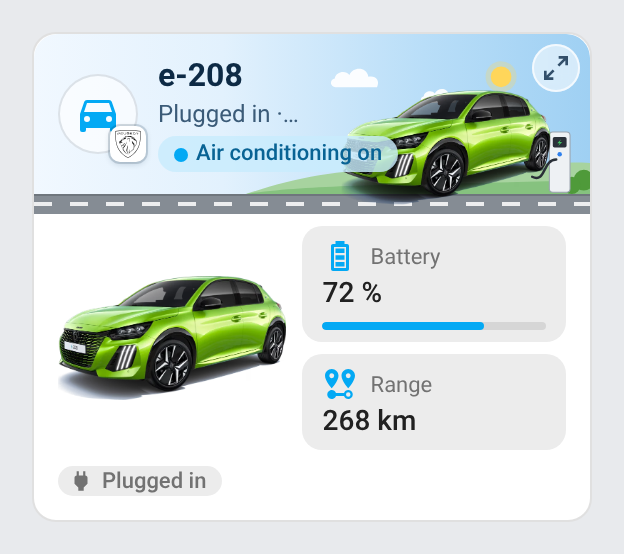 e-208
Plugged in ·...
Air conditioning on
Battery
72 %
Range
268 km
Plugged in